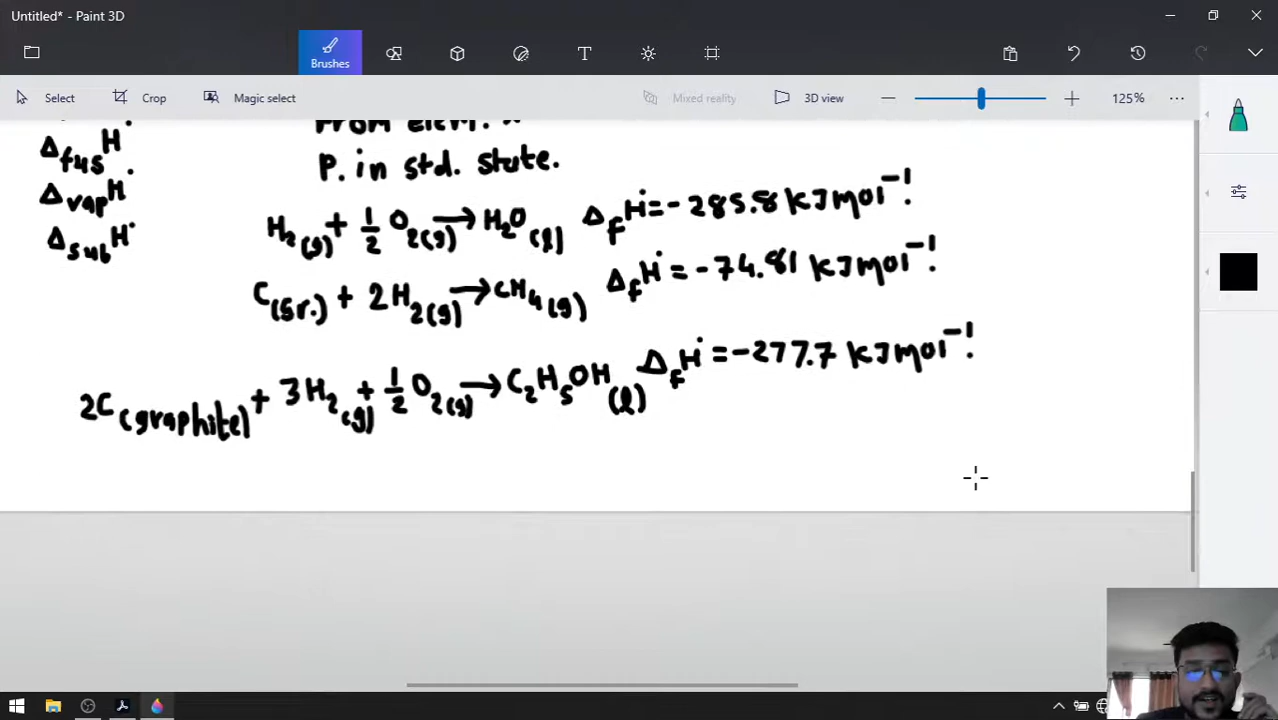 Untitled* - Paint 3D
Brushes
Select Crop Magic select Mixed reality 3D view 125%
From elem. &
ΔfusH°
P. in std. state.
ΔvapH°
H2(g) + 1/2 O2(g) → H2O(l) ΔfH° = -285.8 kJ mol⁻¹
ΔsubH°
C(Gr.) + 2H2(g) → CH4(g) ΔfH° = -74.81 kJ mol⁻¹
2C(graphite) + 3H2(g) + 1/2 O2(g) → C2H5OH(l) ΔfH° = -277.7 kJ mol⁻¹